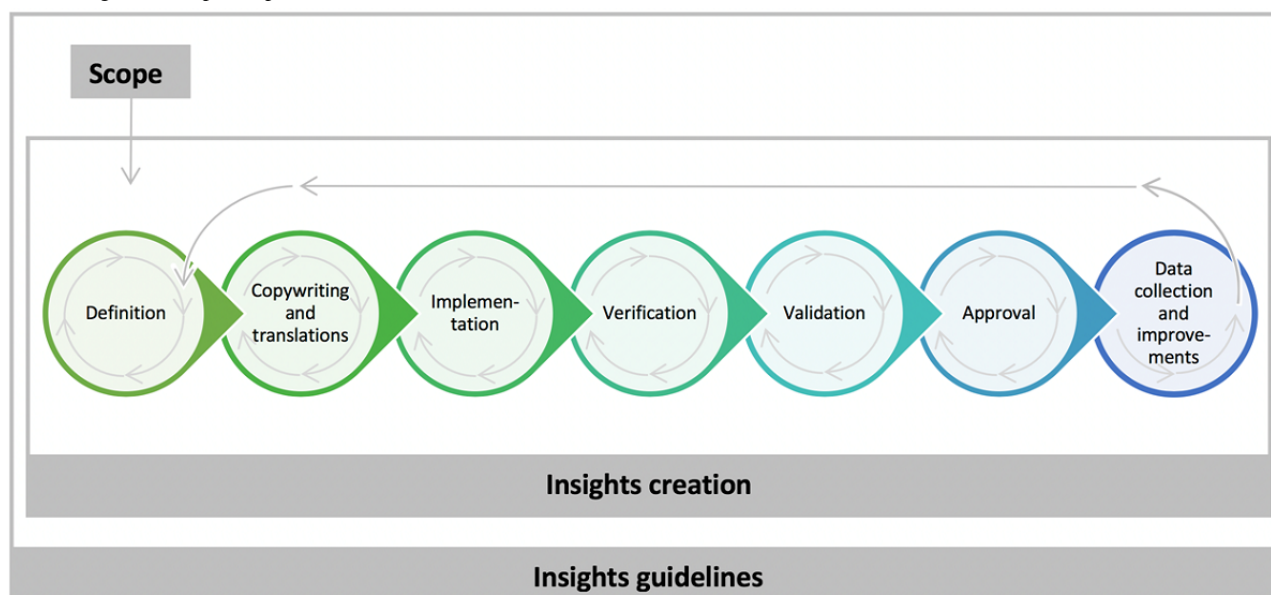 Scope
Definition
Copywriting
and
translations
Implemen-
tation
Verification
Validation
Approval
Data
collection
and
improve-
ments
Insights creation
Insights guidelines